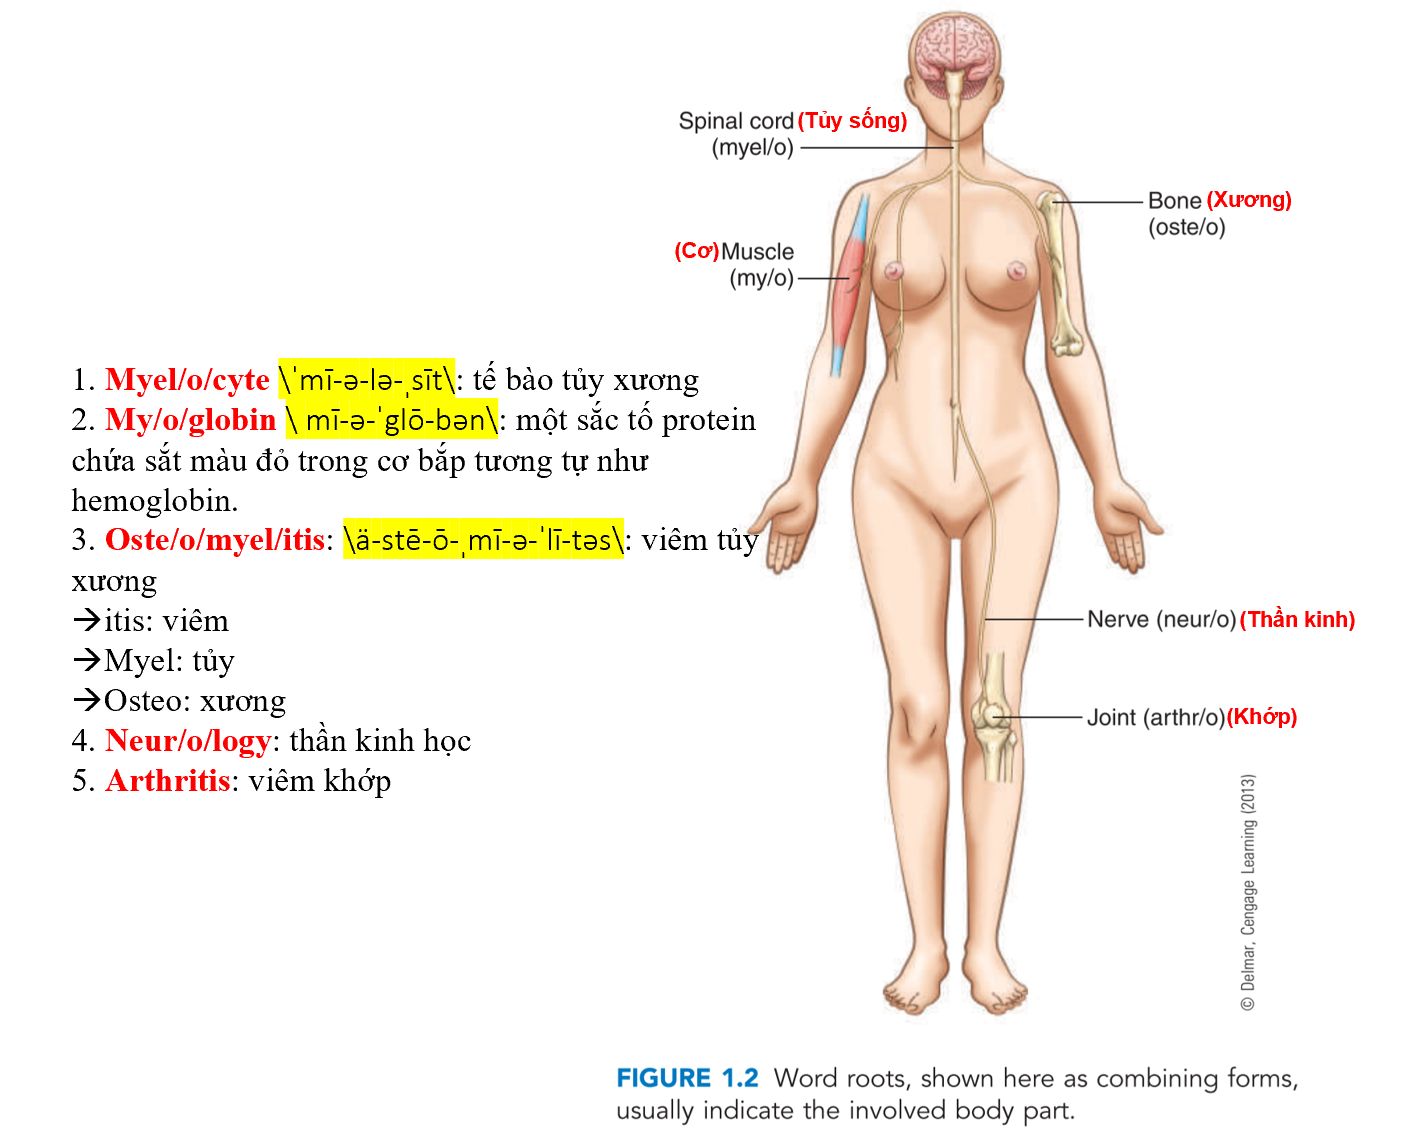 Spinal cord (Tủy sống)
(myel/o)
Bone (Xương)
(oste/o)
(Cơ) Muscle
(my/o)
1. Myel/o/cyte \ˈmī-ə-lə-ˌsīt\: tế bào tủy xương
2. My/o/globin \ mī-ə-ˈglō-bən\: một sắc tố protein
chứa sắt màu đỏ trong cơ bắp tương tự như
hemoglobin.
3. Oste/o/myel/itis: \ä-stē-ō-ˌmī-ə-ˈlī-təs\: viêm tủy
xương
→itis: viêm
→Myel: tủy
→Osteo: xương
4. Neur/o/logy: thần kinh học
5. Arthritis: viêm khớp
Nerve (neur/o) (Thần kinh)
Joint (arthr/o)(Khớp)
© Delmar, Cengage Learning (2013)
FIGURE 1.2 Word roots, shown here as combining forms,
usually indicate the involved body part.